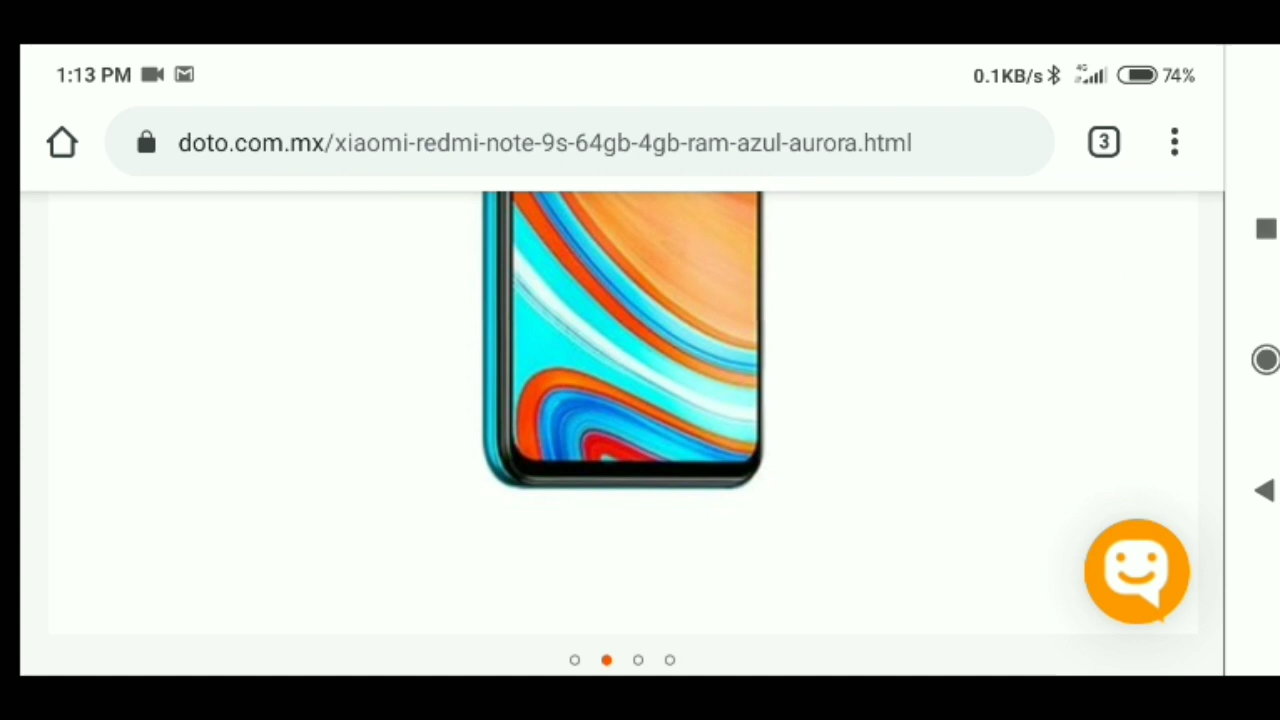 1:13 PM
0.1KB/s 4G 74%
doto.com.mx/xiaomi-redmi-note-9s-64gb-4gb-ram-azul-aurora.html
3